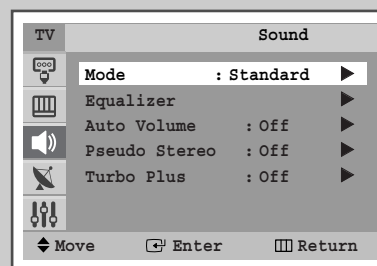 TV Sound
Mode : Standard
Equalizer
Auto Volume : Off
Pseudo Stereo : Off
Turbo Plus : Off
Move Enter Return